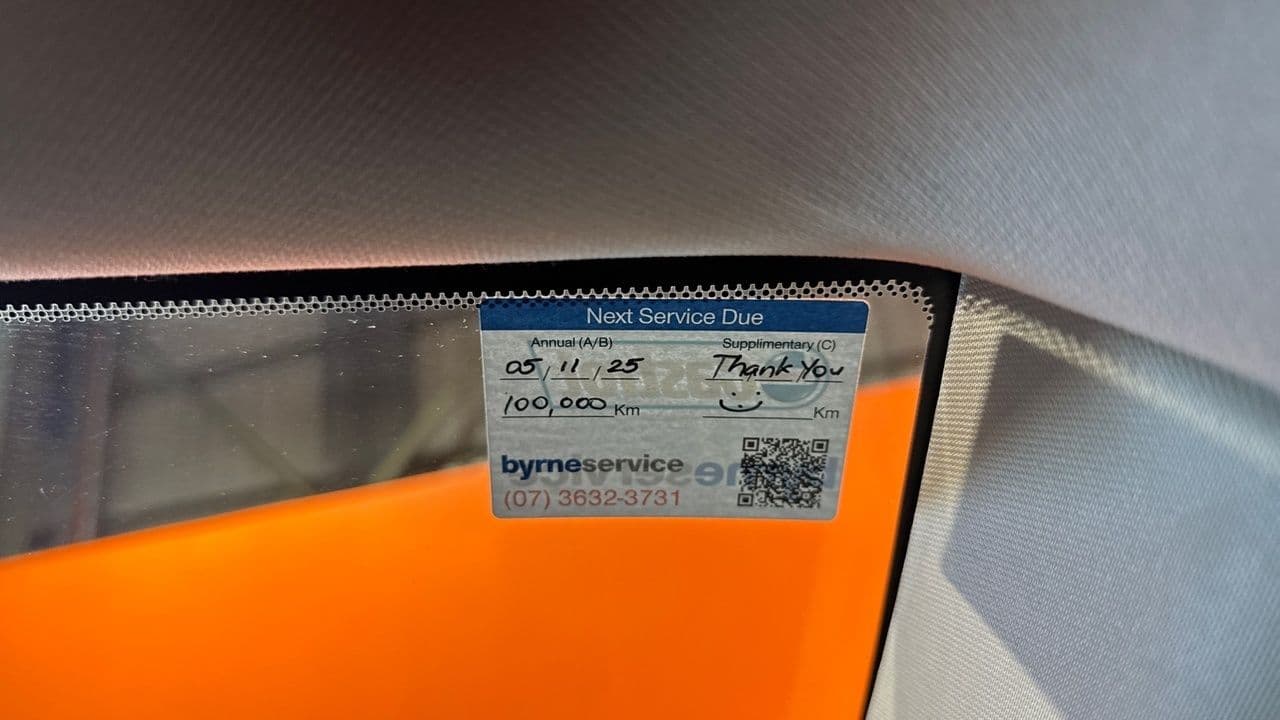 Next Service Due
Annual (A/B) Supplimentary (C)
05/11/25 Thank You
100,000 Km Km
byrneservice
(07) 3632-3731